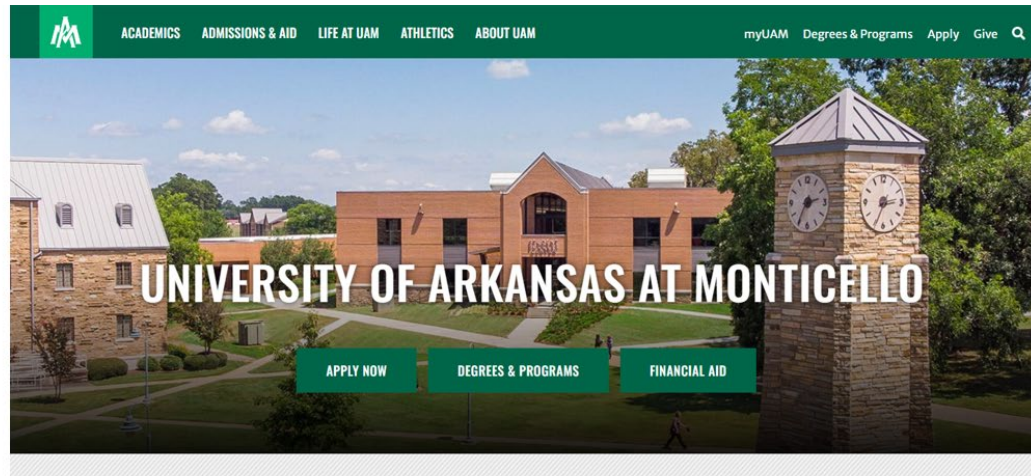 ACADEMICS ADMISSIONS & AID LIFE AT UAM ATHLETICS ABOUT UAM myUAM Degrees & Programs Apply Give
UNIVERSITY OF ARKANSAS AT MONTICELLO
APPLY NOW DEGREES & PROGRAMS FINANCIAL AID